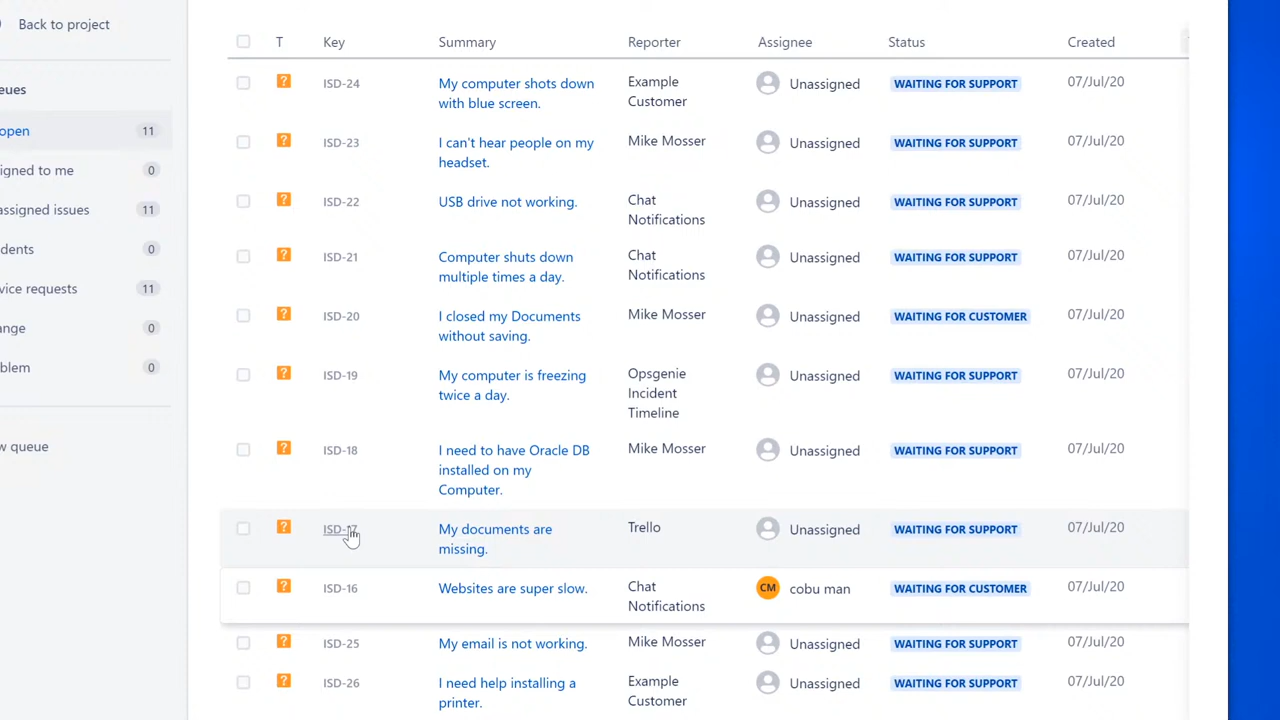 Back to project
ues
open 11
igned to me 0
assigned issues 11
dents 0
vice requests 11
ange 0
blem 0
w queue
T Key Summary Reporter Assignee Status Created
ISD-24 My computer shots down with blue screen. Example Customer Unassigned WAITING FOR SUPPORT 07/Jul/20
ISD-23 I can't hear people on my headset. Mike Mosser Unassigned WAITING FOR SUPPORT 07/Jul/20
ISD-22 USB drive not working. Chat Notifications Unassigned WAITING FOR SUPPORT 07/Jul/20
ISD-21 Computer shuts down multiple times a day. Chat Notifications Unassigned WAITING FOR SUPPORT 07/Jul/20
ISD-20 I closed my Documents without saving. Mike Mosser Unassigned WAITING FOR CUSTOMER 07/Jul/20
ISD-19 My computer is freezing twice a day. Opsgenie Incident Timeline Unassigned WAITING FOR SUPPORT 07/Jul/20
ISD-18 I need to have Oracle DB installed on my Computer. Mike Mosser Unassigned WAITING FOR SUPPORT 07/Jul/20
ISD-17 My documents are missing. Trello Unassigned WAITING FOR SUPPORT 07/Jul/20
ISD-16 Websites are super slow. Chat Notifications CM cobu man WAITING FOR CUSTOMER 07/Jul/20
ISD-25 My email is not working. Mike Mosser Unassigned WAITING FOR SUPPORT 07/Jul/20
ISD-26 I need help installing a printer. Example Customer Unassigned WAITING FOR SUPPORT 07/Jul/20